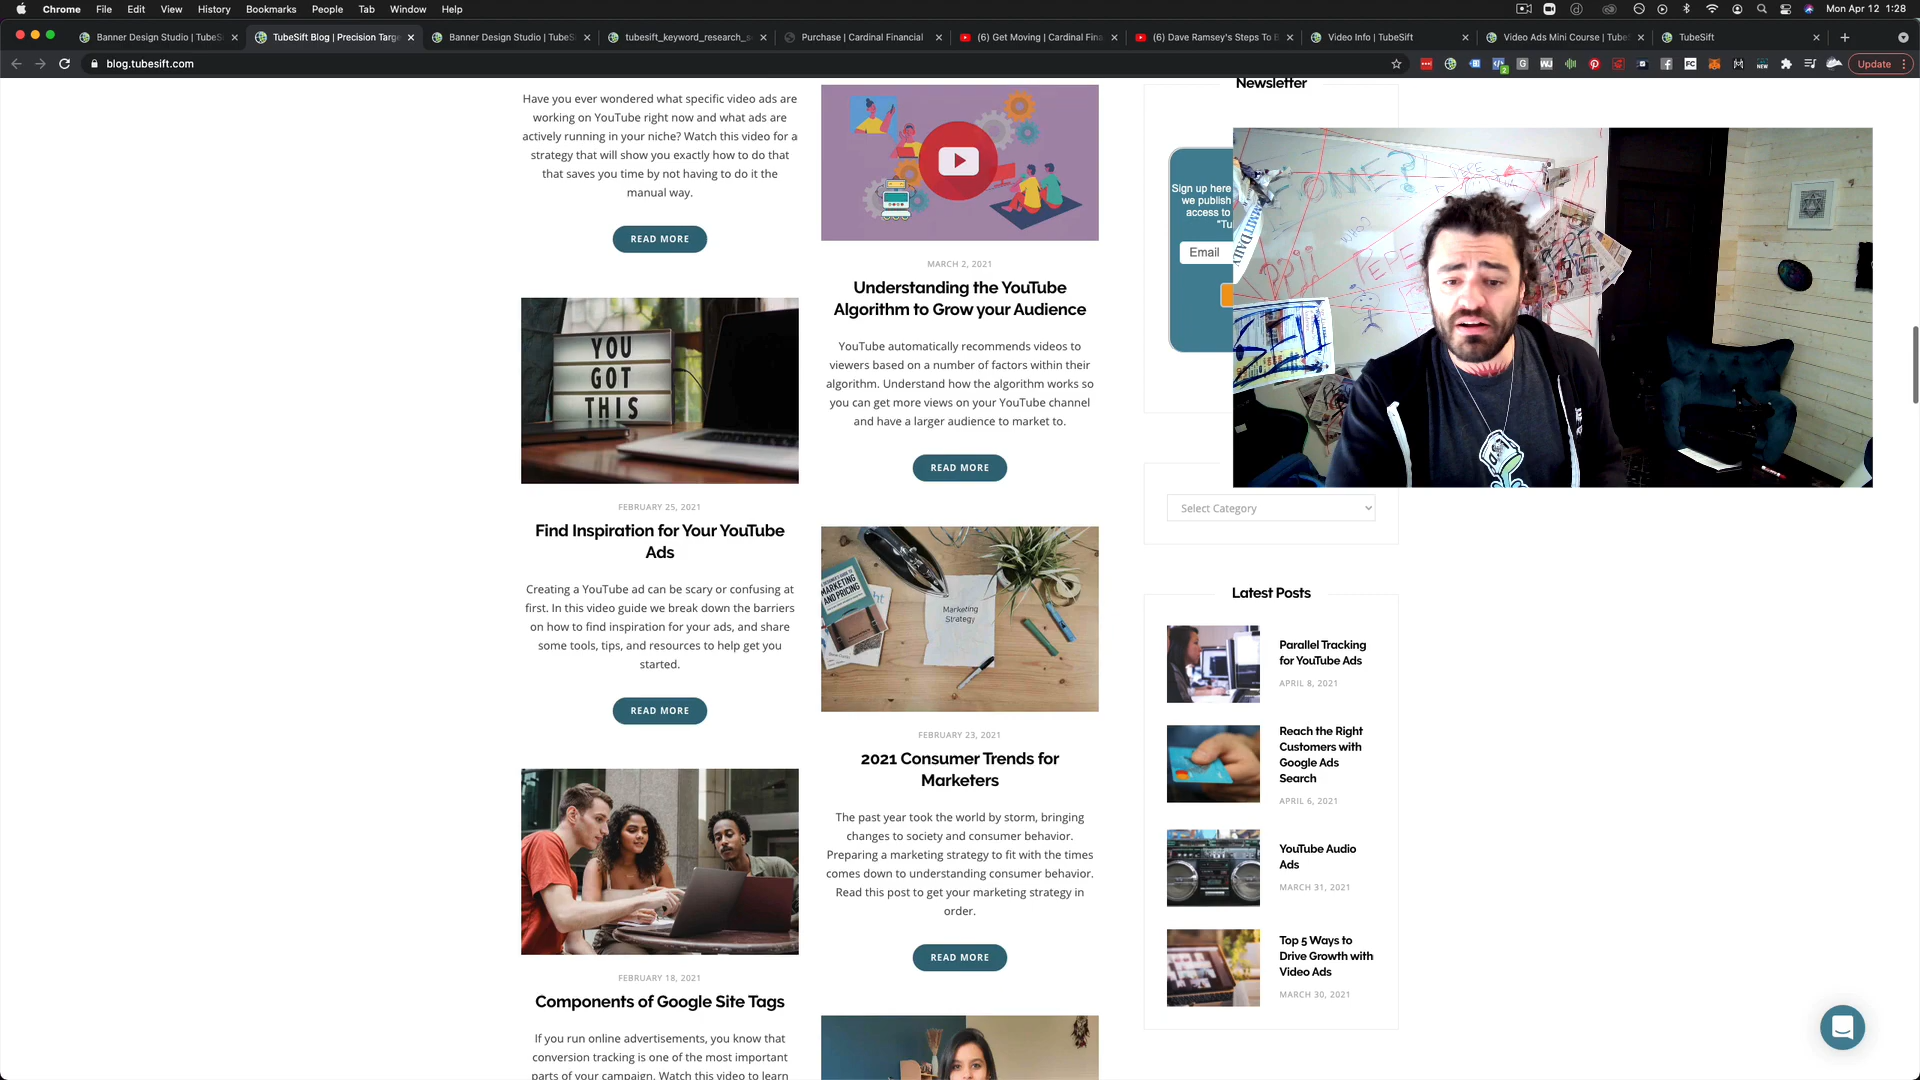 Chrome File Edit View History Bookmarks People Tab Window Help
Mon Apr 12 1:28
Banner Design Studio | TubeS
TubeSift Blog | Precision Targe
Banner Design Studio | TubeSi
tubesift_keyword_research_s
Purchase | Cardinal Financial
(6) Get Moving | Cardinal Fina
(6) Dave Ramsey's Steps To B
Video Info | TubeSift
Video Ads Mini Course | Tube
TubeSift
blog.tubesift.com
Update
Have you ever wondered what specific video ads are
working on YouTube right now and what ads are
actively running in your niche? Watch this video for a
strategy that will show you exactly how to do that
that saves you time by not having to do it the
manual way.
READ MORE
YOU
GOT
THIS
FEBRUARY 25, 2021
Find Inspiration for Your YouTube
Ads
Creating a YouTube ad can be scary or confusing at
first. In this video guide we break down the barriers
on how to find inspiration for your ads, and share
some tools, tips, and resources to help get you
started.
READ MORE
FEBRUARY 18, 2021
Components of Google Site Tags
If you run online advertisements, you know that
conversion tracking is one of the most important
parts of your campaign. Watch this video to learn
MARCH 2, 2021
Understanding the YouTube
Algorithm to Grow your Audience
YouTube automatically recommends videos to
viewers based on a number of factors within their
algorithm. Understand how the algorithm works so
you can get more views on your YouTube channel
and have a larger audience to market to.
READ MORE
MARKETING
AND PRICING
Marketing
Strategy
FEBRUARY 23, 2021
2021 Consumer Trends for
Marketers
The past year took the world by storm, bringing
changes to society and consumer behavior.
Preparing a marketing strategy to fit with the times
comes down to understanding consumer behavior.
Read this post to get your marketing strategy in
order.
READ MORE
Newsletter
Sign up here
we publish
access to
"Tu
Email
Select Category
Latest Posts
Parallel Tracking
for YouTube Ads
APRIL 8, 2021
Reach the Right
Customers with
Google Ads
Search
APRIL 6, 2021
YouTube Audio
Ads
MARCH 31, 2021
Top 5 Ways to
Drive Growth with
Video Ads
MARCH 30, 2021